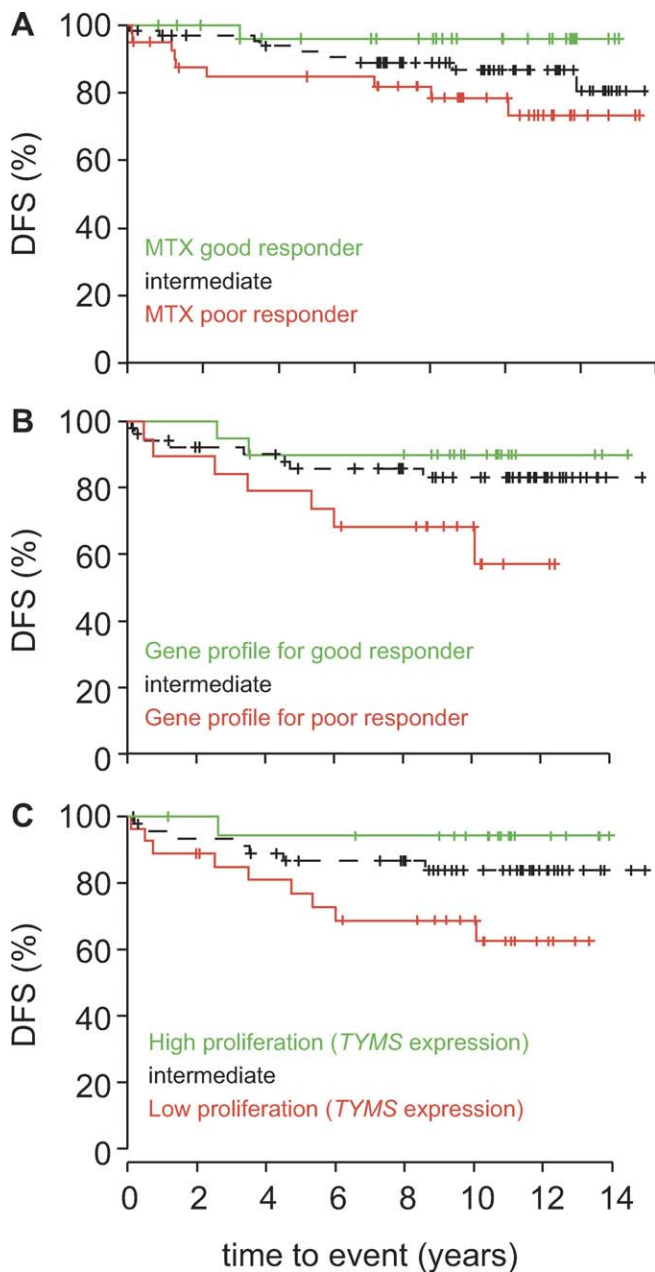 A
DFS (%)
100
80
60
40
20
0
MTX good responder
intermediate
MTX poor responder
B
DFS (%)
100
80
60
40
20
0
Gene profile for good responder
intermediate
Gene profile for poor responder
C
DFS (%)
100
80
60
40
20
0
High proliferation (TYMS expression)
intermediate
Low proliferation (TYMS expression)
0 2 4 6 8 10 12 14
time to event (years)